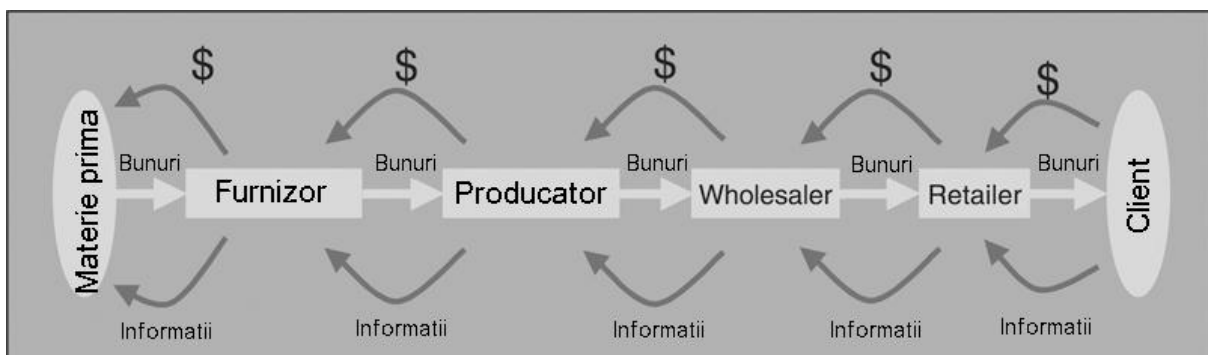 $ $ $ $ $
Materie prima
Bunuri
Furnizor
Bunuri
Producator
Bunuri
Wholesaler
Bunuri
Retailer
Bunuri
Client
Informatii Informatii Informatii Informatii Informatii